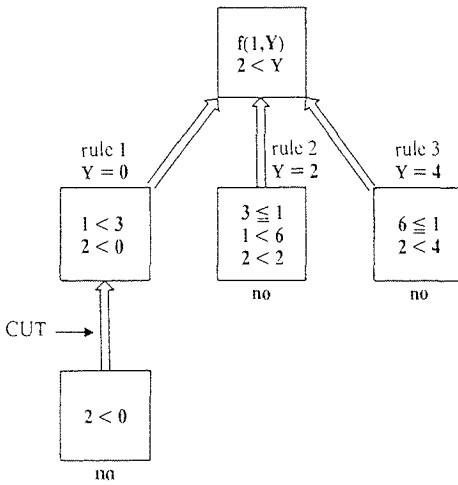 f(1,Y)
2 < Y
rule 1
Y = 0
rule 2
Y = 2
rule 3
Y = 4
1 < 3
2 < 0
3 ≦ 1
1 < 6
2 < 2
6 ≦ 1
2 < 4
no
no
CUT
2 < 0
no